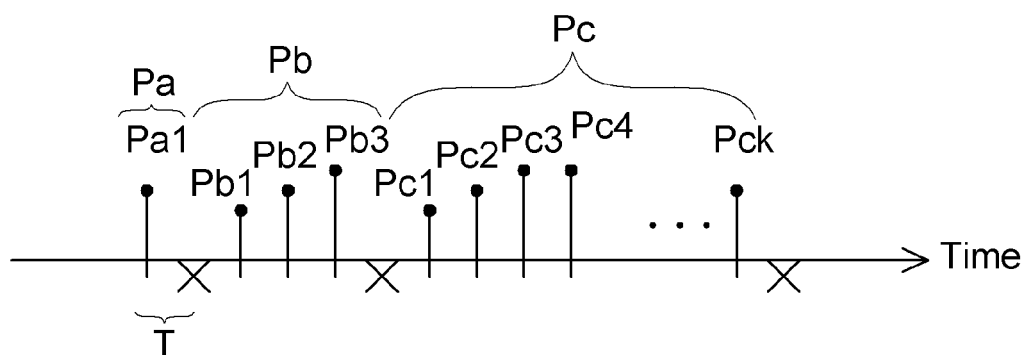 Pc
Pb
Pa
Pa1 Pb3 Pc3 Pc4 Pck
Pb2 Pc2
Pb1 Pc1
. . .
Time
T